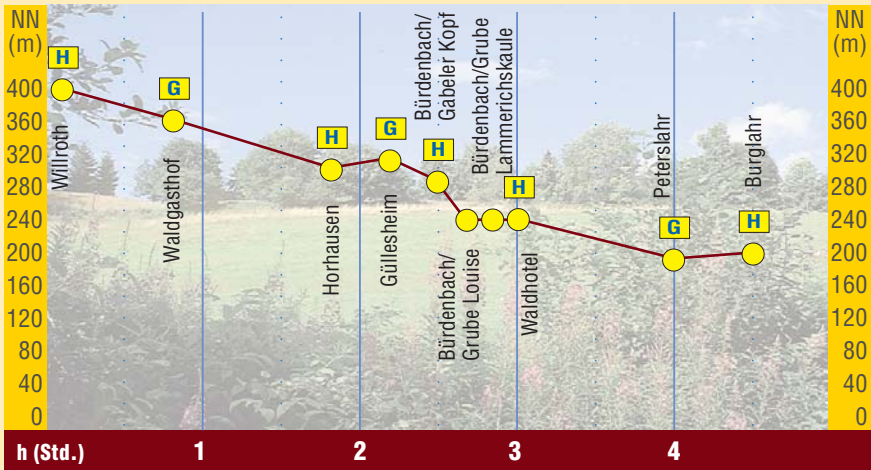 NN
(m)
400
360
320
280
240
200
160
120
80
40
0
H
Willroth
G
Waldgasthof
H
Horhausen
G
Güllesheim
Bürdenbach/
Gabeler Kopf
H
Bürdenbach/
Grube Louise
Bürdenbach/Grube
Lammerichskaule
H
Waldhotel
Peterslahr
G
Burglahr
H
NN
(m)
400
360
320
280
240
200
160
120
80
40
0
h (Std.)
1
2
3
4